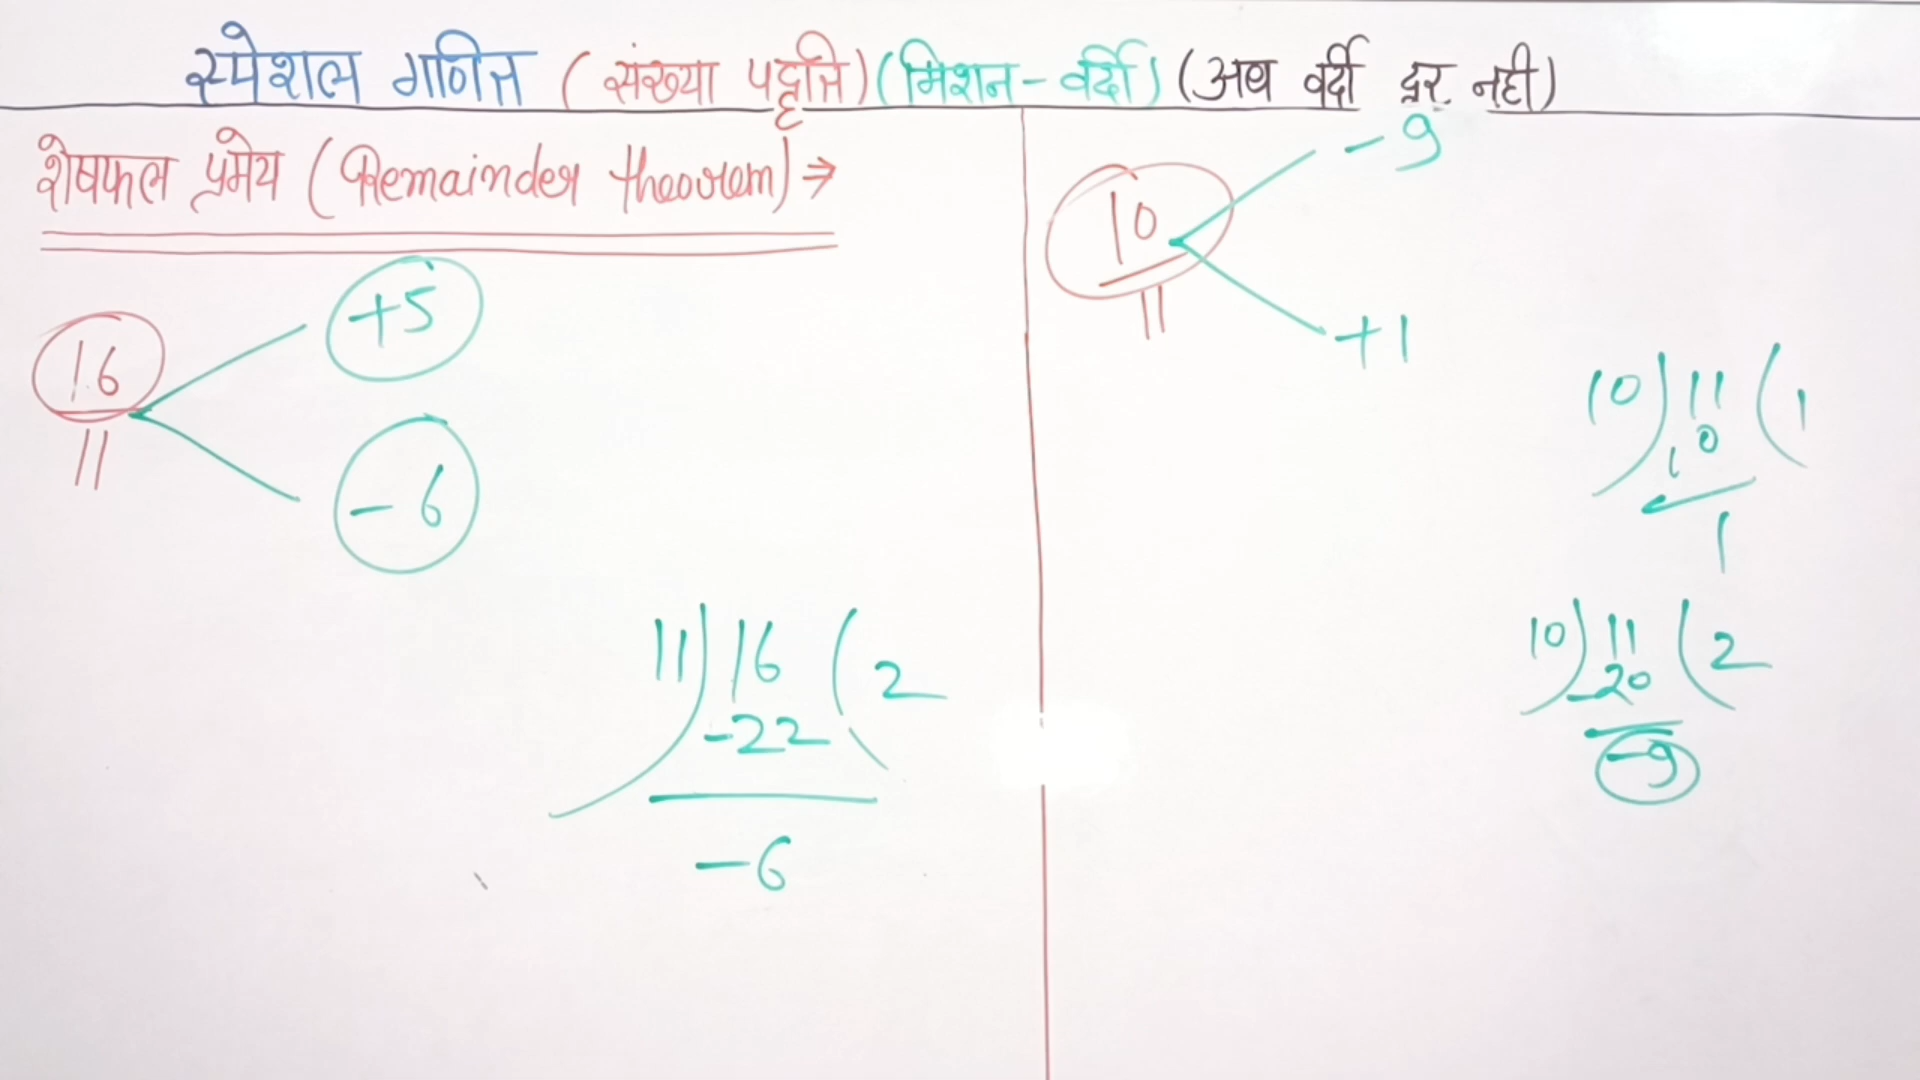 स्पेशल गणित (संख्या पद्धति) (मिशन - वर्दी) (अब वर्दी दूर नही)
शेषफल प्रमेय (Remainder theorem) ⇒
16
11
+5
-6
11) 16 (2
-22
-6
10
11
-9
+1
10) 11 (1
10
1
10) 11 (2
-20
-9